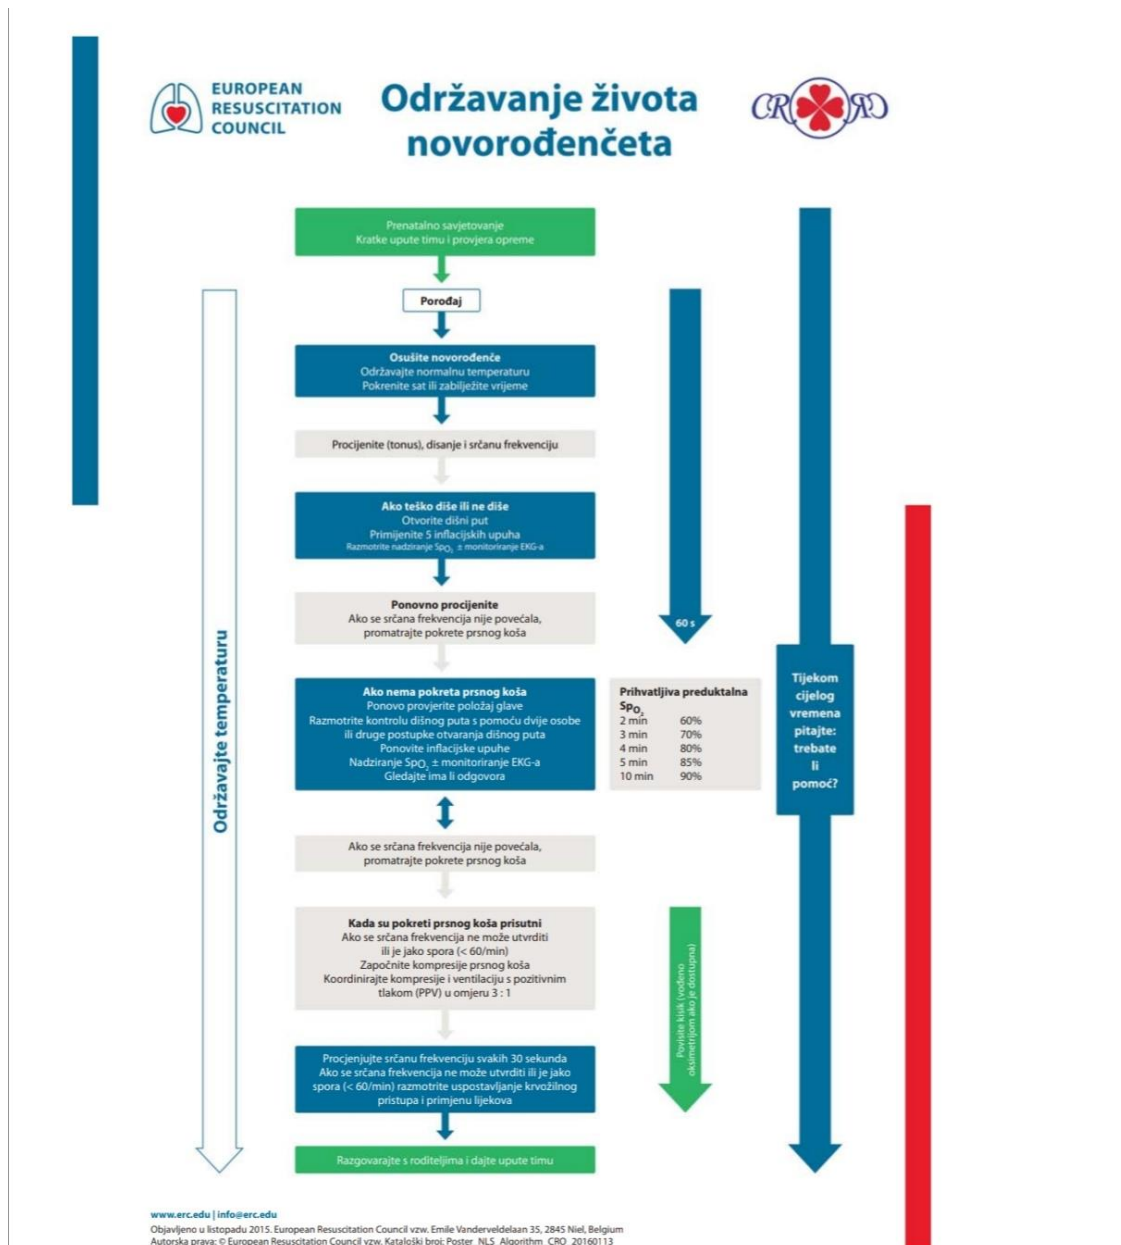 EUROPEAN
RESUSCITATION
COUNCIL
Održavanje života
novorođenčeta
Prenatalno savjetovanje
Kratke upute timu i provjera opreme
Porođaj
Osušite novorođenče
Održavajte normalnu temperaturu
Pokrenite sat ili zabilježite vrijeme
Procijenite (tonus), disanje i srčanu frekvenciju
Ako teško diše ili ne diše
Otvorite dišni put
Primijenite 5 inflacijskih upuha
Razmotrite nadziranje SpO₂ ± monitoriranje EKG-a
Ponovno procijenite
Ako se srčana frekvencija nije povećala,
promatrajte pokrete prsnog koša
60 s
Ako nema pokreta prsnog koša
Ponovo provjerite položaj glave
Razmotrite kontrolu dišnog puta s pomoću dvije osobe
ili druge postupke otvaranja dišnog puta
Ponovite inflacijske upuhe
Nadziranje SpO₂ ± monitoriranje EKG-a
Gledajte ima li odgovora
Prihvatljiva preduktalna
SpO₂
2 min 60%
3 min 70%
4 min 80%
5 min 85%
10 min 90%
Tijekom
cijelog
vremena
pitajte:
trebate
li
pomoć?
Održavajte temperaturu
Ako se srčana frekvencija nije povećala,
promatrajte pokrete prsnog koša
Kada su pokreti prsnog koša prisutni
Ako se srčana frekvencija ne može utvrditi
ili je jako spora (< 60/min)
Započnite kompresije prsnog koša
Koordinirajte kompresije i ventilaciju s pozitivnim
tlakom (PPV) u omjeru 3 : 1
Povisite kisik (vođeno
oksimetrijom ako je dostupna)
Procjenjujte srčanu frekvenciju svakih 30 sekunda
Ako se srčana frekvencija ne može utvrditi ili je jako
spora (< 60/min) razmotrite uspostavljanje krvožilnog
pristupa i primjenu lijekova
Razgovarajte s roditeljima i dajte upute timu
www.erc.edu | info@erc.edu
Objavljeno u listopadu 2015. European Resuscitation Council vzw, Emile Vanderveldelaan 35, 2845 Niel, Belgium
Autorska prava: © European Resuscitation Council vzw. Kataloški broj: Poster_NLS_Algorithm_CRO_20160113